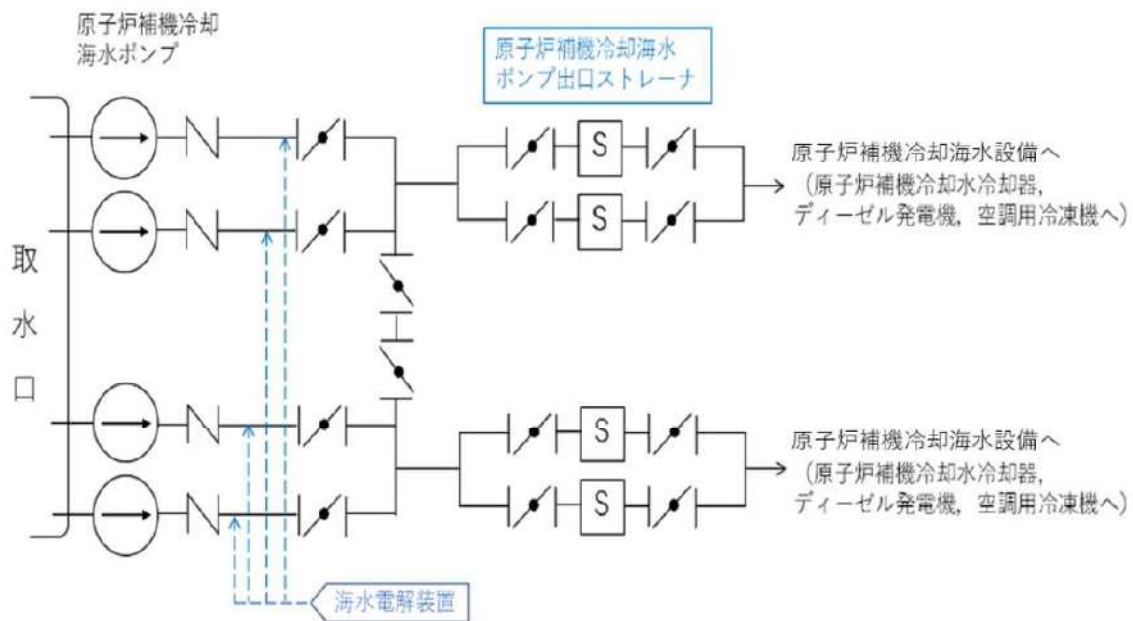 原子炉補機冷却
海水ポンプ
原子炉補機冷却海水
ポンプ出口ストレーナ
取水口
S
S
原子炉補機冷却海水設備へ
（原子炉補機冷却水冷却器，
ディーゼル発電機，空調用冷凍機へ）
S
S
原子炉補機冷却海水設備へ
（原子炉補機冷却水冷却器，
ディーゼル発電機，空調用冷凍機へ）
海水電解装置